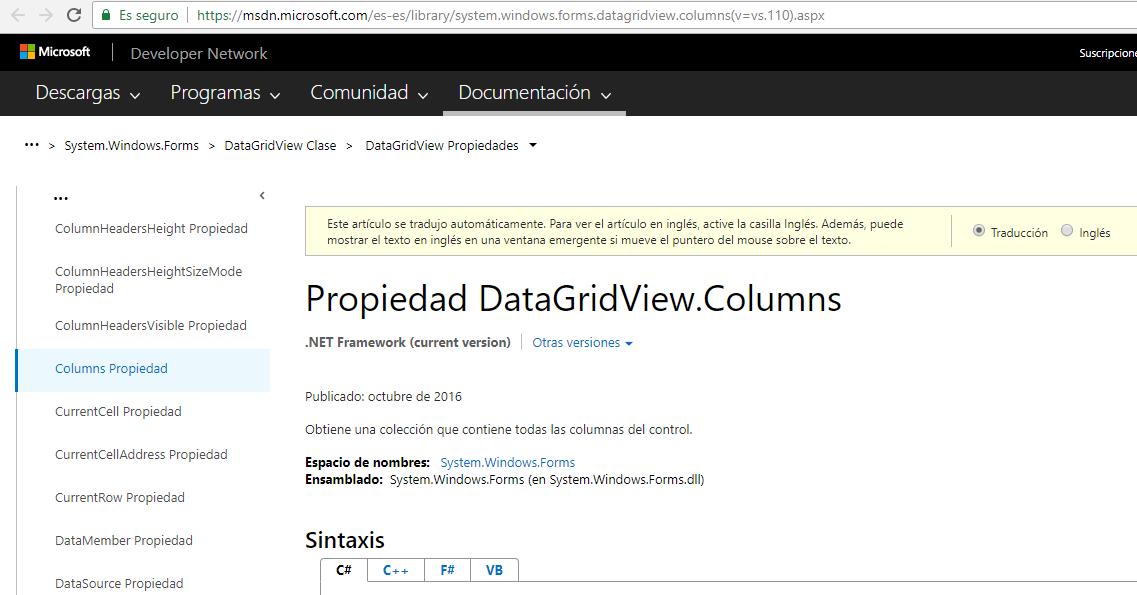 Es seguro
https://msdn.microsoft.com/es-es/library/system.windows.forms.datagridview.columns(v=vs.110).aspx
Microsoft
Developer Network
Descargas
Programas
Comunidad
Documentación
... > System.Windows.Forms > DataGridView Clase > DataGridView Propiedades
...
ColumnHeadersHeight Propiedad
ColumnHeadersHeightSizeMode
Propiedad
ColumnHeadersVisible Propiedad
Columns Propiedad
CurrentCell Propiedad
CurrentCellAddress Propiedad
CurrentRow Propiedad
DataMember Propiedad
DataSource Propiedad
Este artículo se tradujo automáticamente. Para ver el artículo en inglés, active la casilla Inglés. Además, puede
mostrar el texto en inglés en una ventana emergente si mueve el puntero del mouse sobre el texto.
Traducción
Inglés
Propiedad DataGridView.Columns
.NET Framework (current version)
Otras versiones
Publicado: octubre de 2016
Obtiene una colección que contiene todas las columnas del control.
Espacio de nombres: System.Windows.Forms
Ensamblado: System.Windows.Forms (en System.Windows.Forms.dll)
Sintaxis
C# C++ F# VB